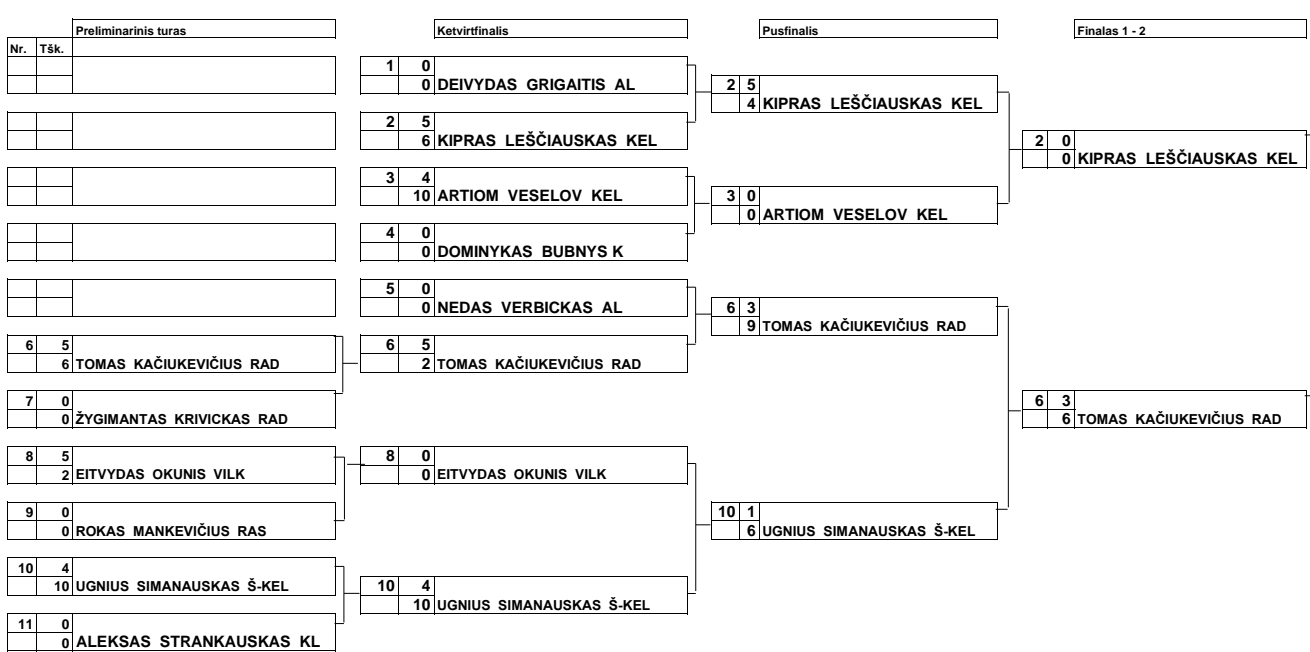 Preliminarinis turas
Ketvirtfinalis
Pusfinalis
Finalas 1 - 2
Nr. Tšk.
1 0
0 DEIVYDAS GRIGAITIS AL
2 5
4 KIPRAS LEŠČIAUSKAS KEL
2 5
6 KIPRAS LEŠČIAUSKAS KEL
2 0
0 KIPRAS LEŠČIAUSKAS KEL
3 4
10 ARTIOM VESELOV KEL
3 0
0 ARTIOM VESELOV KEL
4 0
0 DOMINYKAS BUBNYS K
5 0
0 NEDAS VERBICKAS AL
6 3
9 TOMAS KAČIUKEVIČIUS RAD
6 5
6 TOMAS KAČIUKEVIČIUS RAD
6 5
2 TOMAS KAČIUKEVIČIUS RAD
7 0
0 ŽYGIMANTAS KRIVICKAS RAD
6 3
6 TOMAS KAČIUKEVIČIUS RAD
8 5
2 EITVYDAS OKUNIS VILK
8 0
0 EITVYDAS OKUNIS VILK
9 0
0 ROKAS MANKEVIČIUS RAS
10 1
6 UGNIUS SIMANAUSKAS Š-KEL
10 4
10 UGNIUS SIMANAUSKAS Š-KEL
10 4
10 UGNIUS SIMANAUSKAS Š-KEL
11 0
0 ALEKSAS STRANKAUSKAS KL